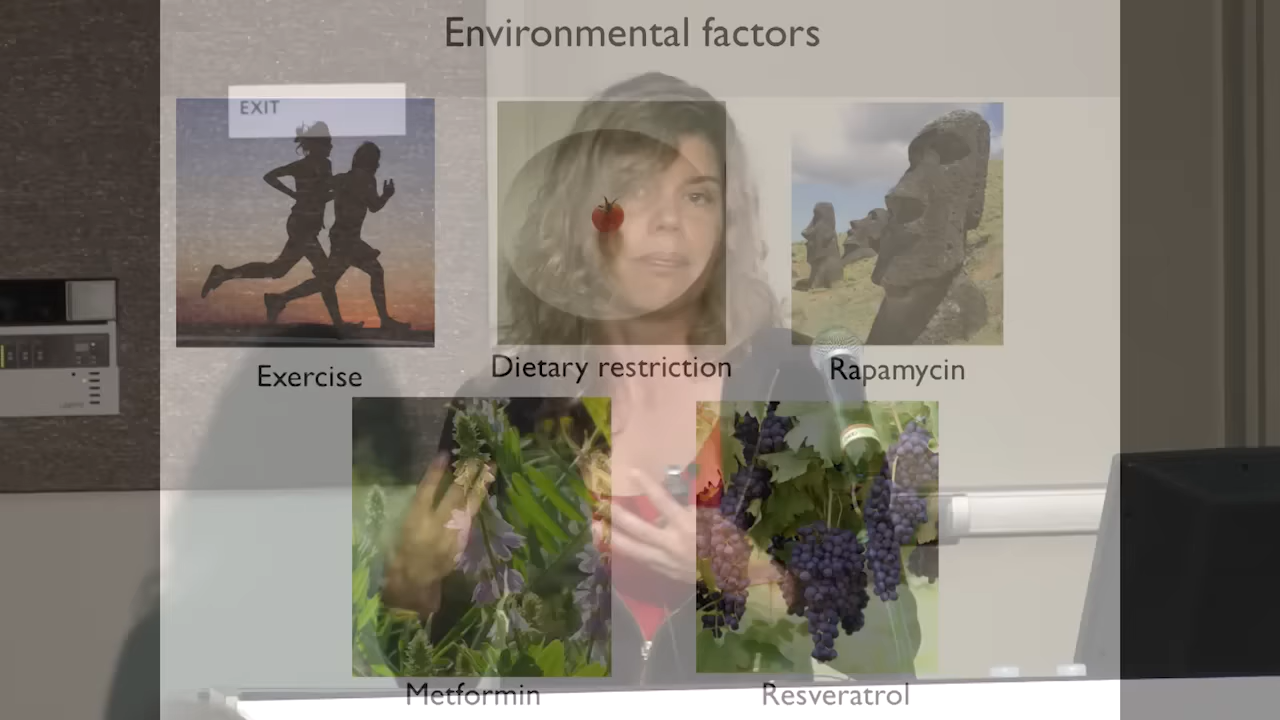 Environmental factors
EXIT
Exercise
Dietary restriction
Rapamycin
Metformin
Resveratrol